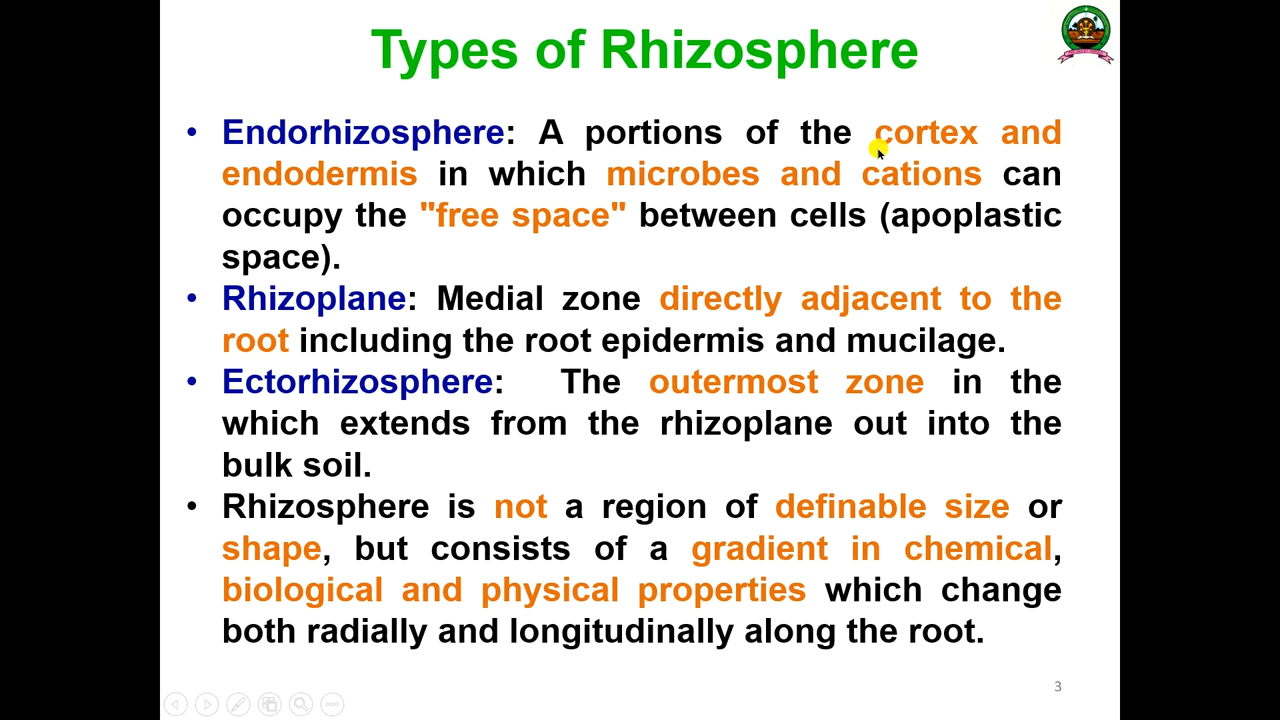 Types of Rhizosphere
• Endorhizosphere: A portions of the cortex and
endodermis in which microbes and cations can
occupy the "free space" between cells (apoplastic
space).
• Rhizoplane: Medial zone directly adjacent to the
root including the root epidermis and mucilage.
• Ectorhizosphere: The outermost zone in the
which extends from the rhizoplane out into the
bulk soil.
• Rhizosphere is not a region of definable size or
shape, but consists of a gradient in chemical,
biological and physical properties which change
both radially and longitudinally along the root.
3